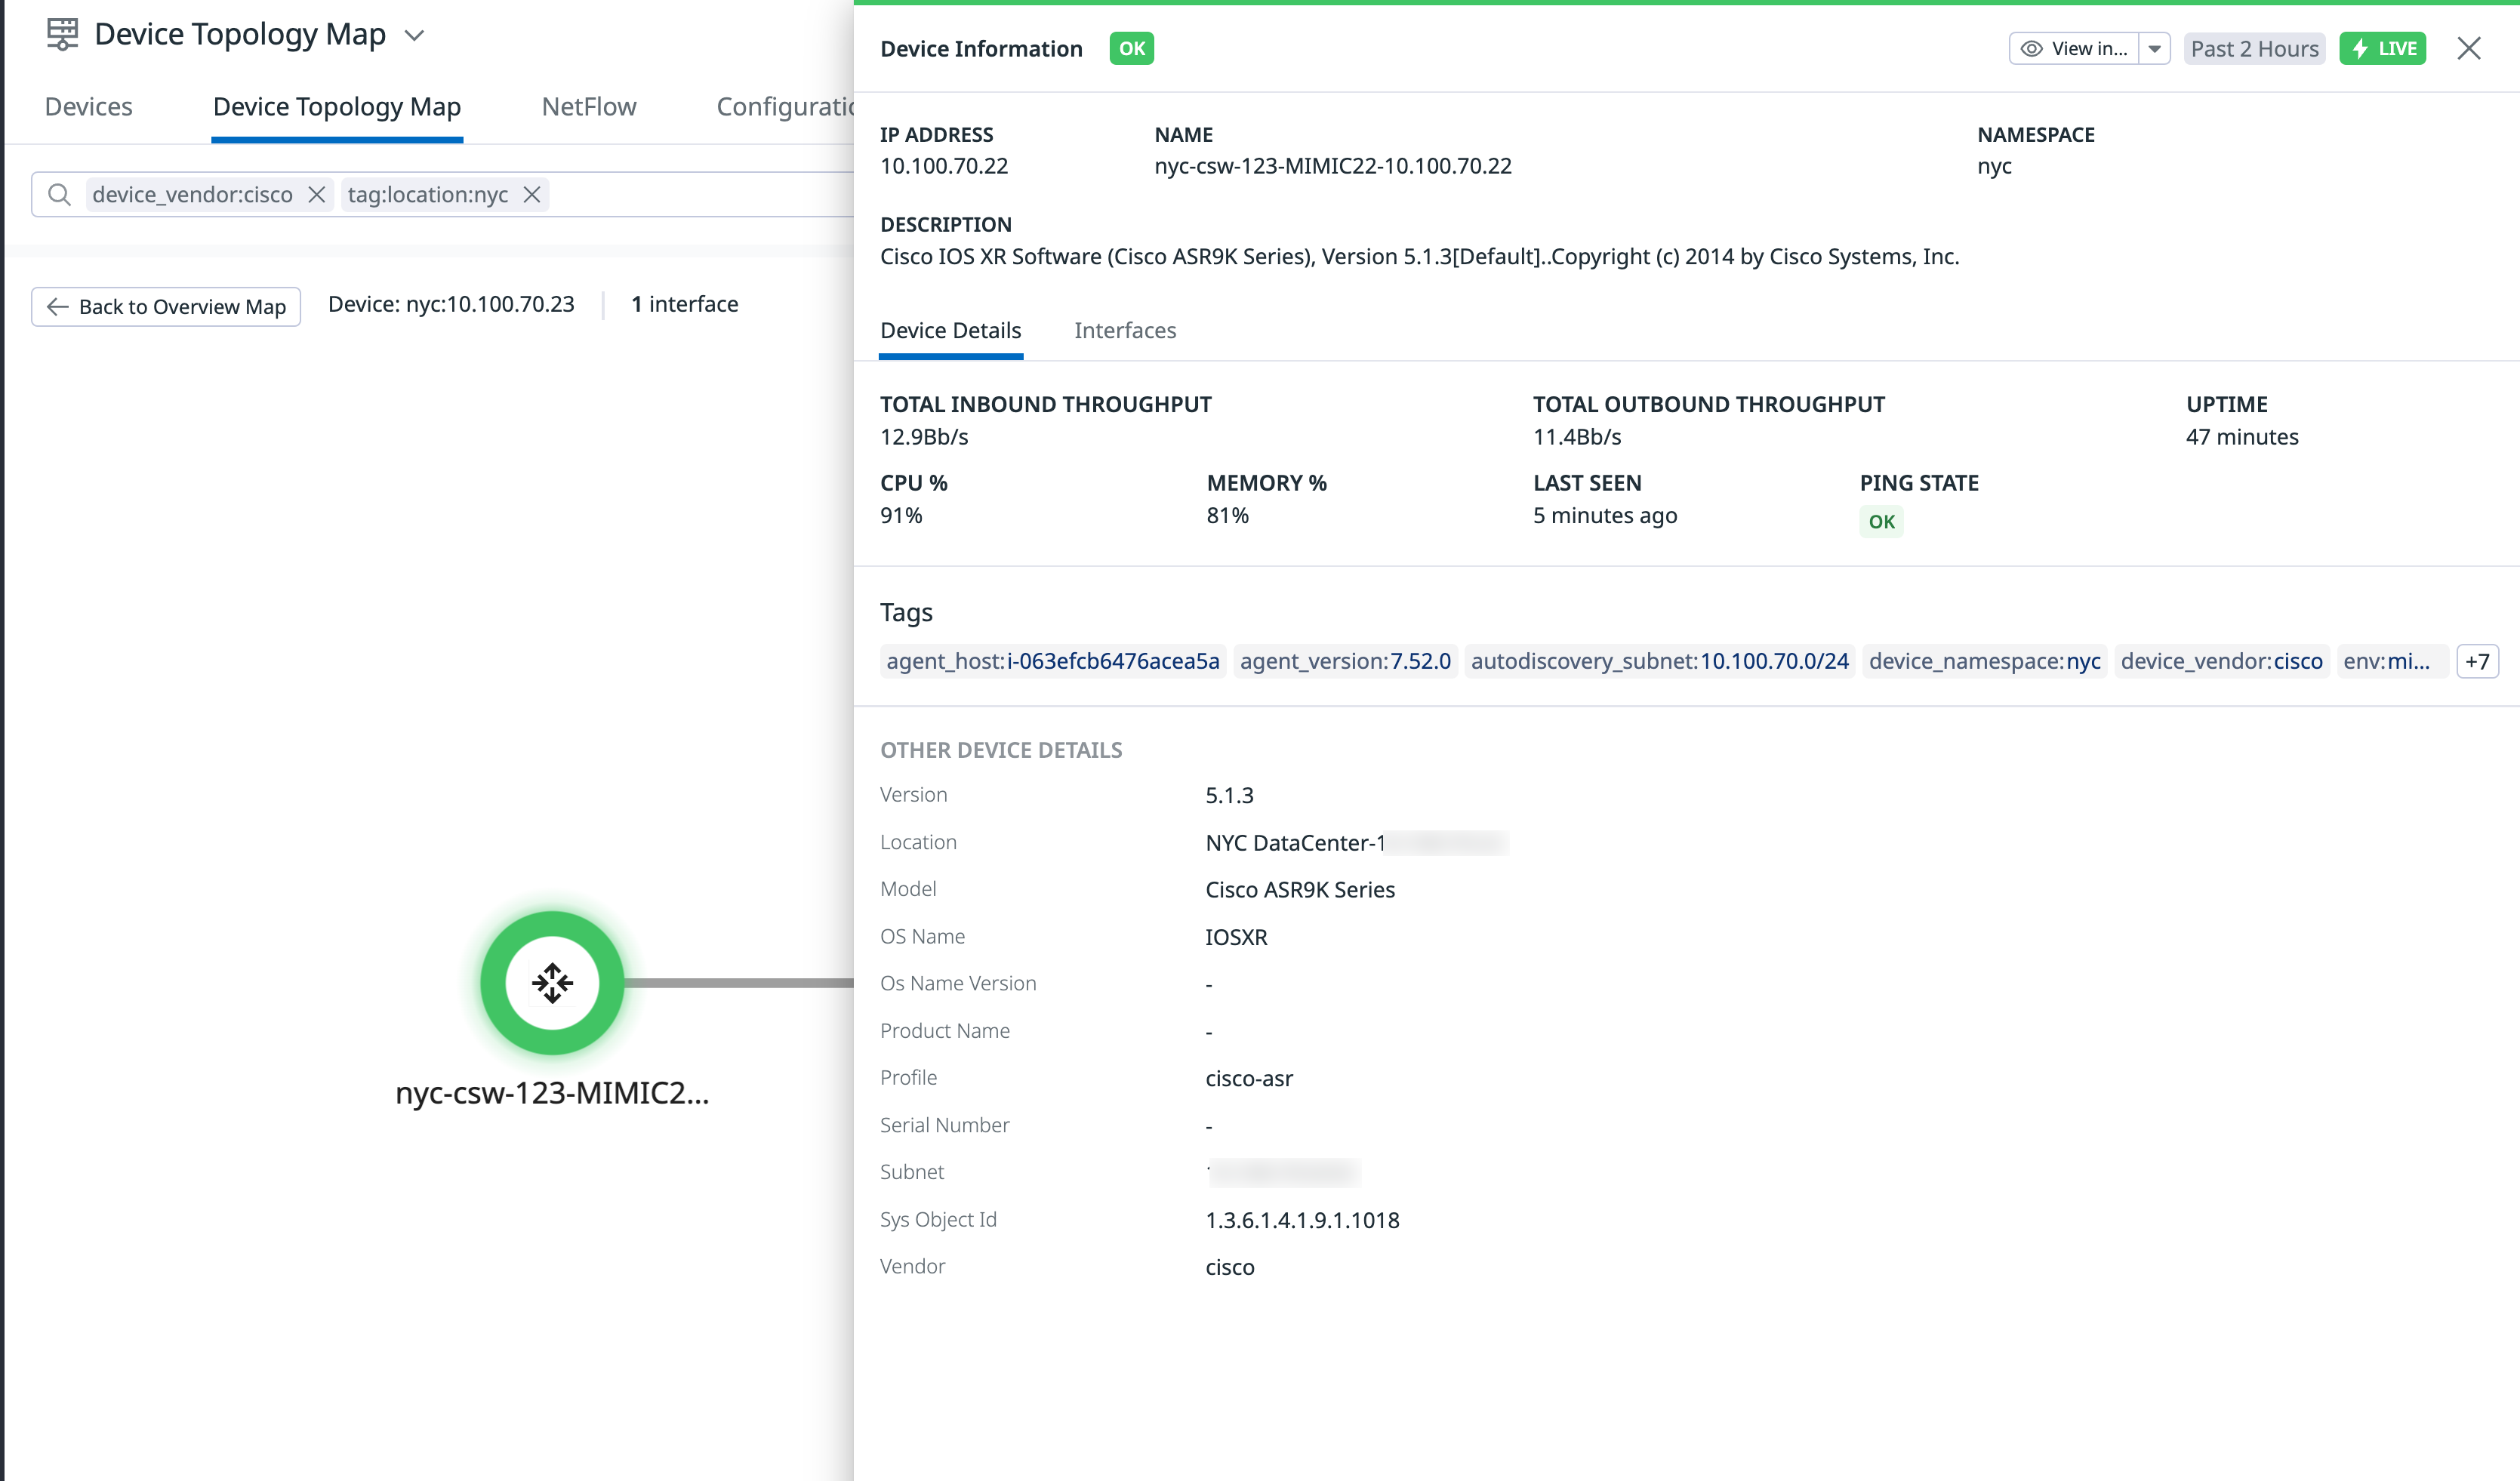 Device Topology Map
Devices Device Topology Map NetFlow Configuratio
device_vendor:cisco tag:location:nyc
Back to Overview Map Device: nyc:10.100.70.23 1 interface
nyc-csw-123-MIMIC2...
Device Information OK View in... Past 2 Hours LIVE
IP ADDRESS NAME NAMESPACE
10.100.70.22 nyc-csw-123-MIMIC22-10.100.70.22 nyc
DESCRIPTION
Cisco IOS XR Software (Cisco ASR9K Series), Version 5.1.3[Default]..Copyright (c) 2014 by Cisco Systems, Inc.
Device Details Interfaces
TOTAL INBOUND THROUGHPUT TOTAL OUTBOUND THROUGHPUT UPTIME
12.9Bb/s 11.4Bb/s 47 minutes
CPU % MEMORY % LAST SEEN PING STATE
91% 81% 5 minutes ago OK
Tags
agent_host:i-063efcb6476acea5a agent_version:7.52.0 autodiscovery_subnet:10.100.70.0/24 device_namespace:nyc device_vendor:cisco env:mi... +7
OTHER DEVICE DETAILS
Version 5.1.3
Location NYC DataCenter-1
Model Cisco ASR9K Series
OS Name IOSXR
Os Name Version -
Product Name -
Profile cisco-asr
Serial Number -
Subnet
Sys Object Id 1.3.6.1.4.1.9.1.1018
Vendor cisco